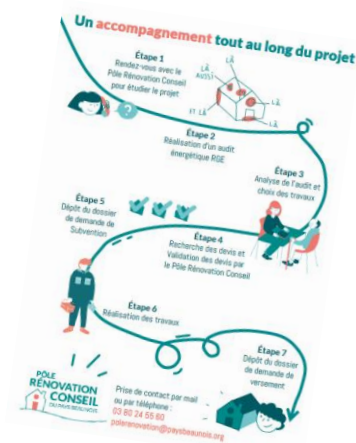 Un accompagnement tout au long du projet
Étape 1
Rendez-vous avec le
Pôle Rénovation Conseil
pour étudier le projet
LÀ
AUSSI
LÀ
LÀ
ET LÀ
LÀ
?
Étape 2
Réalisation d'un audit
énergétique RGE
Étape 3
Analyse de l'audit et
choix des travaux
Étape 4
Recherche des devis et
Validation des devis par
le Pôle Rénovation Conseil
Étape 5
Dépôt du dossier
de demande de
Subvention
Étape 6
Réalisation des travaux
Étape 7
Dépôt du dossier
de demande de
versement
PÔLE
RÉNOVATION
CONSEIL
DU PAYS BEAUNOIS
Prise de contact par mail
ou par téléphone :
03 80 24 55 60
polerenovation@paysbeaunois.org